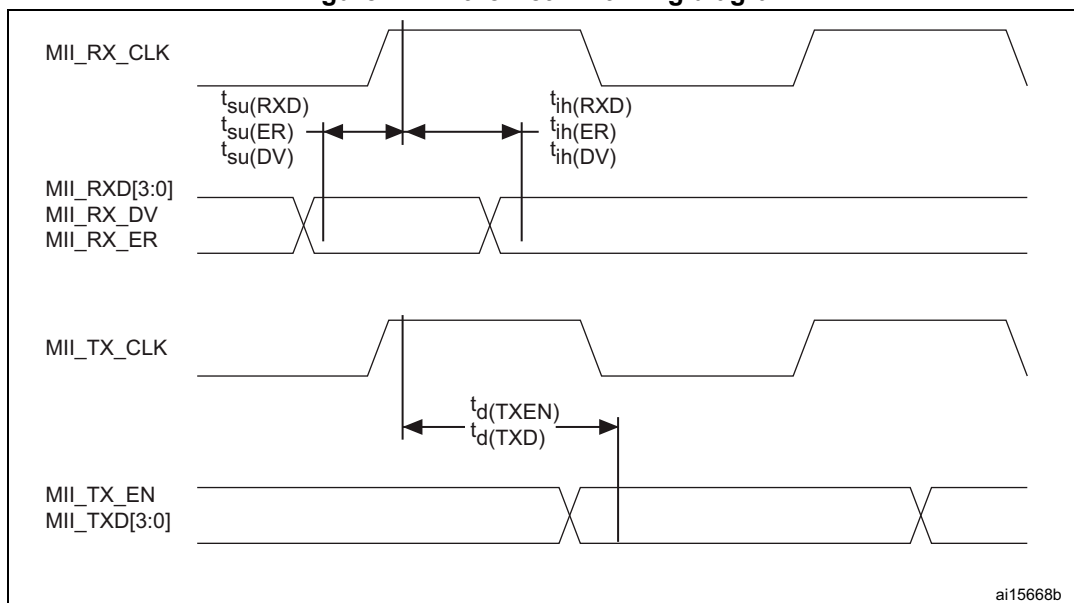 MII_RX_CLK
tsu(RXD)
tsu(ER)
tsu(DV)
tih(RXD)
tih(ER)
tih(DV)
MII_RXD[3:0]
MII_RX_DV
MII_RX_ER
MII_TX_CLK
td(TXEN)
td(TXD)
MII_TX_EN
MII_TXD[3:0]
ai15668b